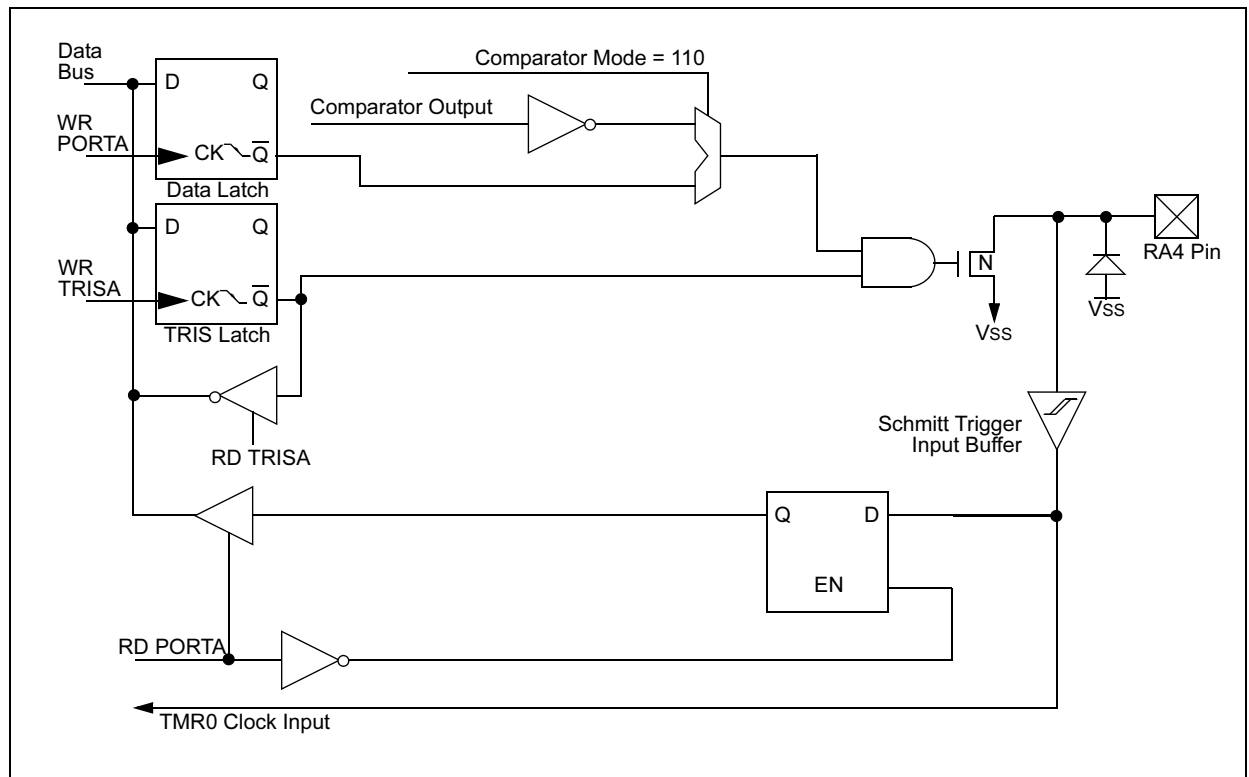 Data
Bus
D Q
WR
PORTA
CK Q̅
Data Latch
Comparator Mode = 110
Comparator Output
D Q
WR
TRISA
CK Q̅
TRIS Latch
N
VSS
VSS
RA4 Pin
RD TRISA
Schmitt Trigger
Input Buffer
Q D
EN
RD PORTA
TMR0 Clock Input